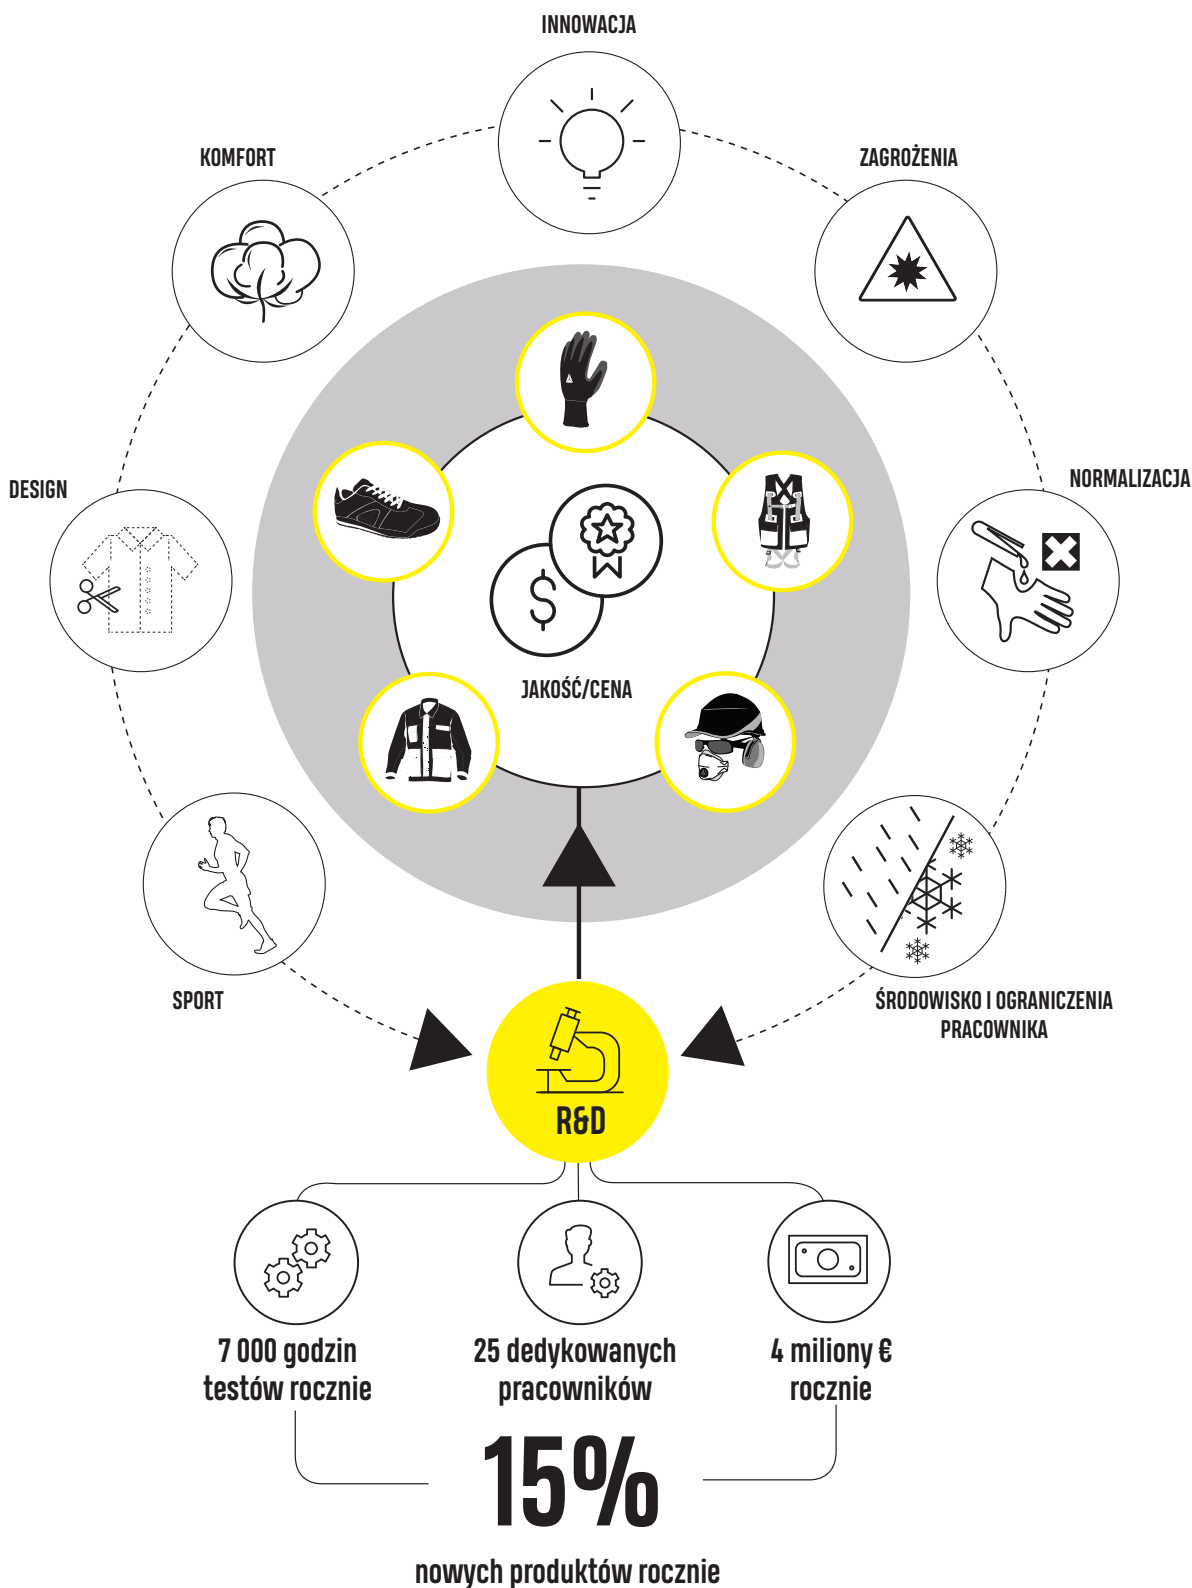 INNOWACJA
KOMFORT
ZAGROŻENIA
DESIGN
NORMALIZACJA
$
JAKOŚĆ/CENA
SPORT
ŚRODOWISKO I OGRANICZENIA
PRACOWNIKA
R&D
7 000 godzin
testów rocznie
25 dedykowanych
pracowników
4 miliony €
rocznie
15%
nowych produktów rocznie